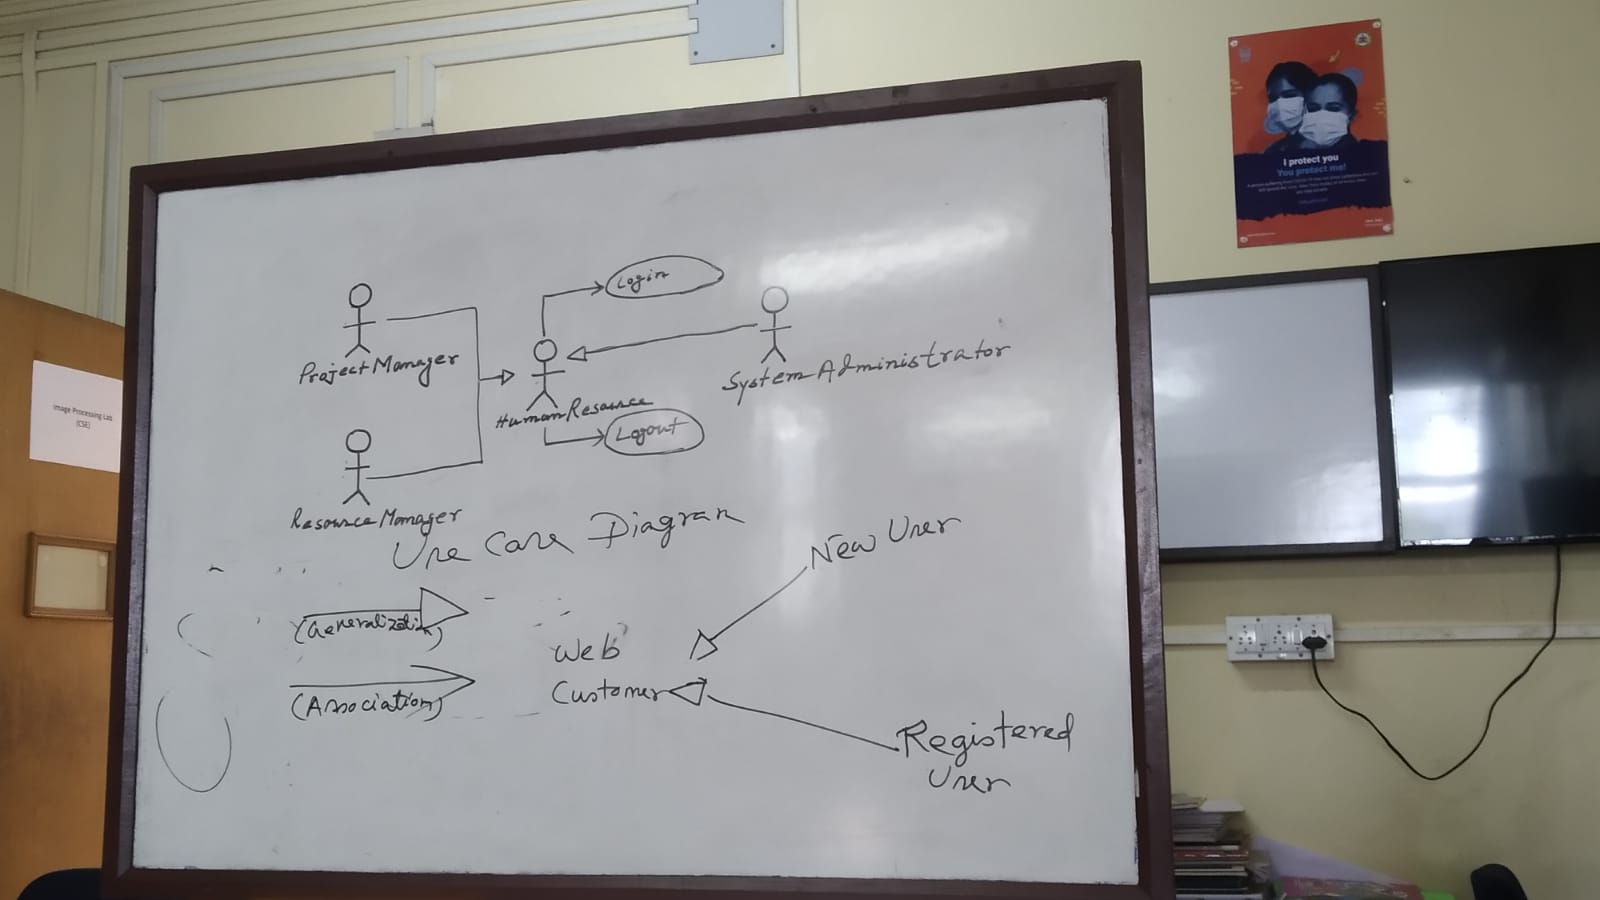 I protect you
You protect me!
Image Processing Lab
(CSE)
Login
Project Manager
System Administrator
Human Resource
Logout
Resource Manager
Use Case Diagram
New User
(Generalization)
Web
Customer
(Association)
Registered
User